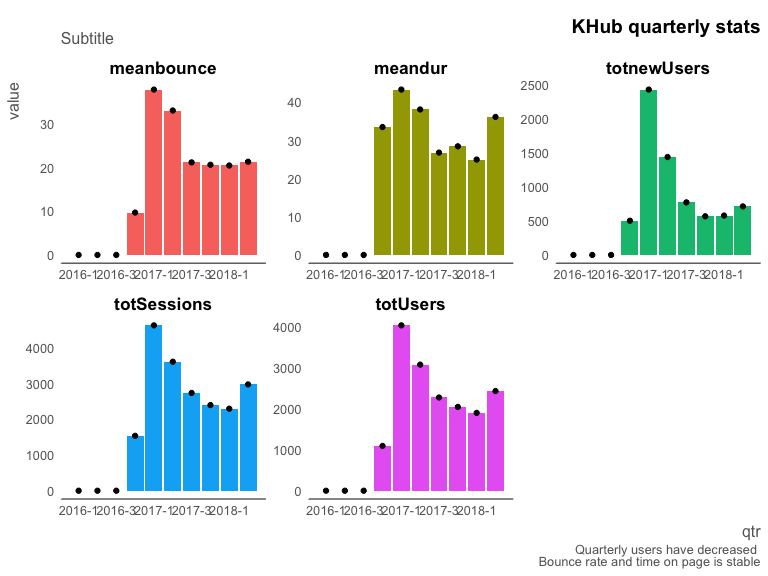 KHub quarterly stats
Subtitle
value
meanbounce
meandur
totnewUsers
30
20
10
0
2016-1 2016-3 2017-1 2017-3 2018-1
40
30
20
10
0
2016-1 2016-3 2017-1 2017-3 2018-1
2500
2000
1500
1000
500
0
2016-1 2016-3 2017-1 2017-3 2018-1
totSessions
totUsers
4000
3000
2000
1000
0
2016-1 2016-3 2017-1 2017-3 2018-1
4000
3000
2000
1000
0
2016-1 2016-3 2017-1 2017-3 2018-1
qtr
Quarterly users have decreased
Bounce rate and time on page is stable